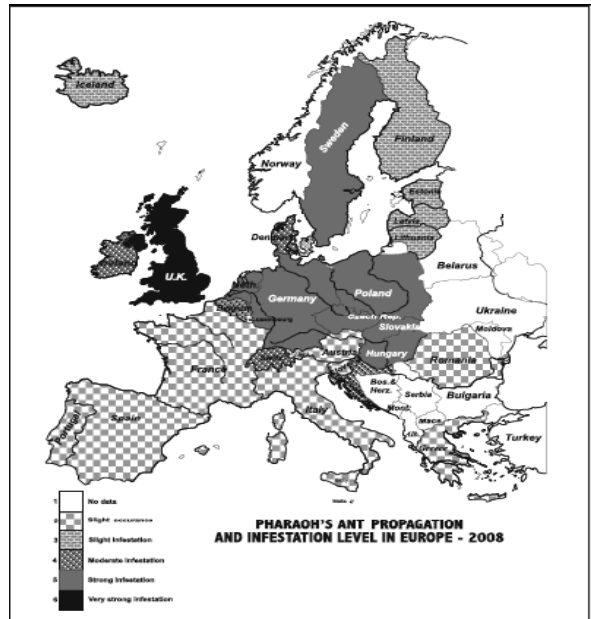 Iceland
Finland
Sweden
Norway
Estonia
Latvia
Lithuania
Denmark
Belarus
U.K.
Neth.
Germany
Poland
Belgium
Luxembourg
Czech Rep.
Ukraine
Slovakia
Moldova
Austria
Hungary
France
Romania
Bos.&
Herz.
Serbia
Italy
Mont.
Bulgaria
Spain
Portugal
Mace.
Alb.
Greece
Turkey
1 No data
2 Slight occurance
3 Slight Infestation
4 Moderate Infestation
5 Strong Infestation
6 Very strong Infestation
PHARAOH'S ANT PROPAGATION
AND INFESTATION LEVEL IN EUROPE - 2008